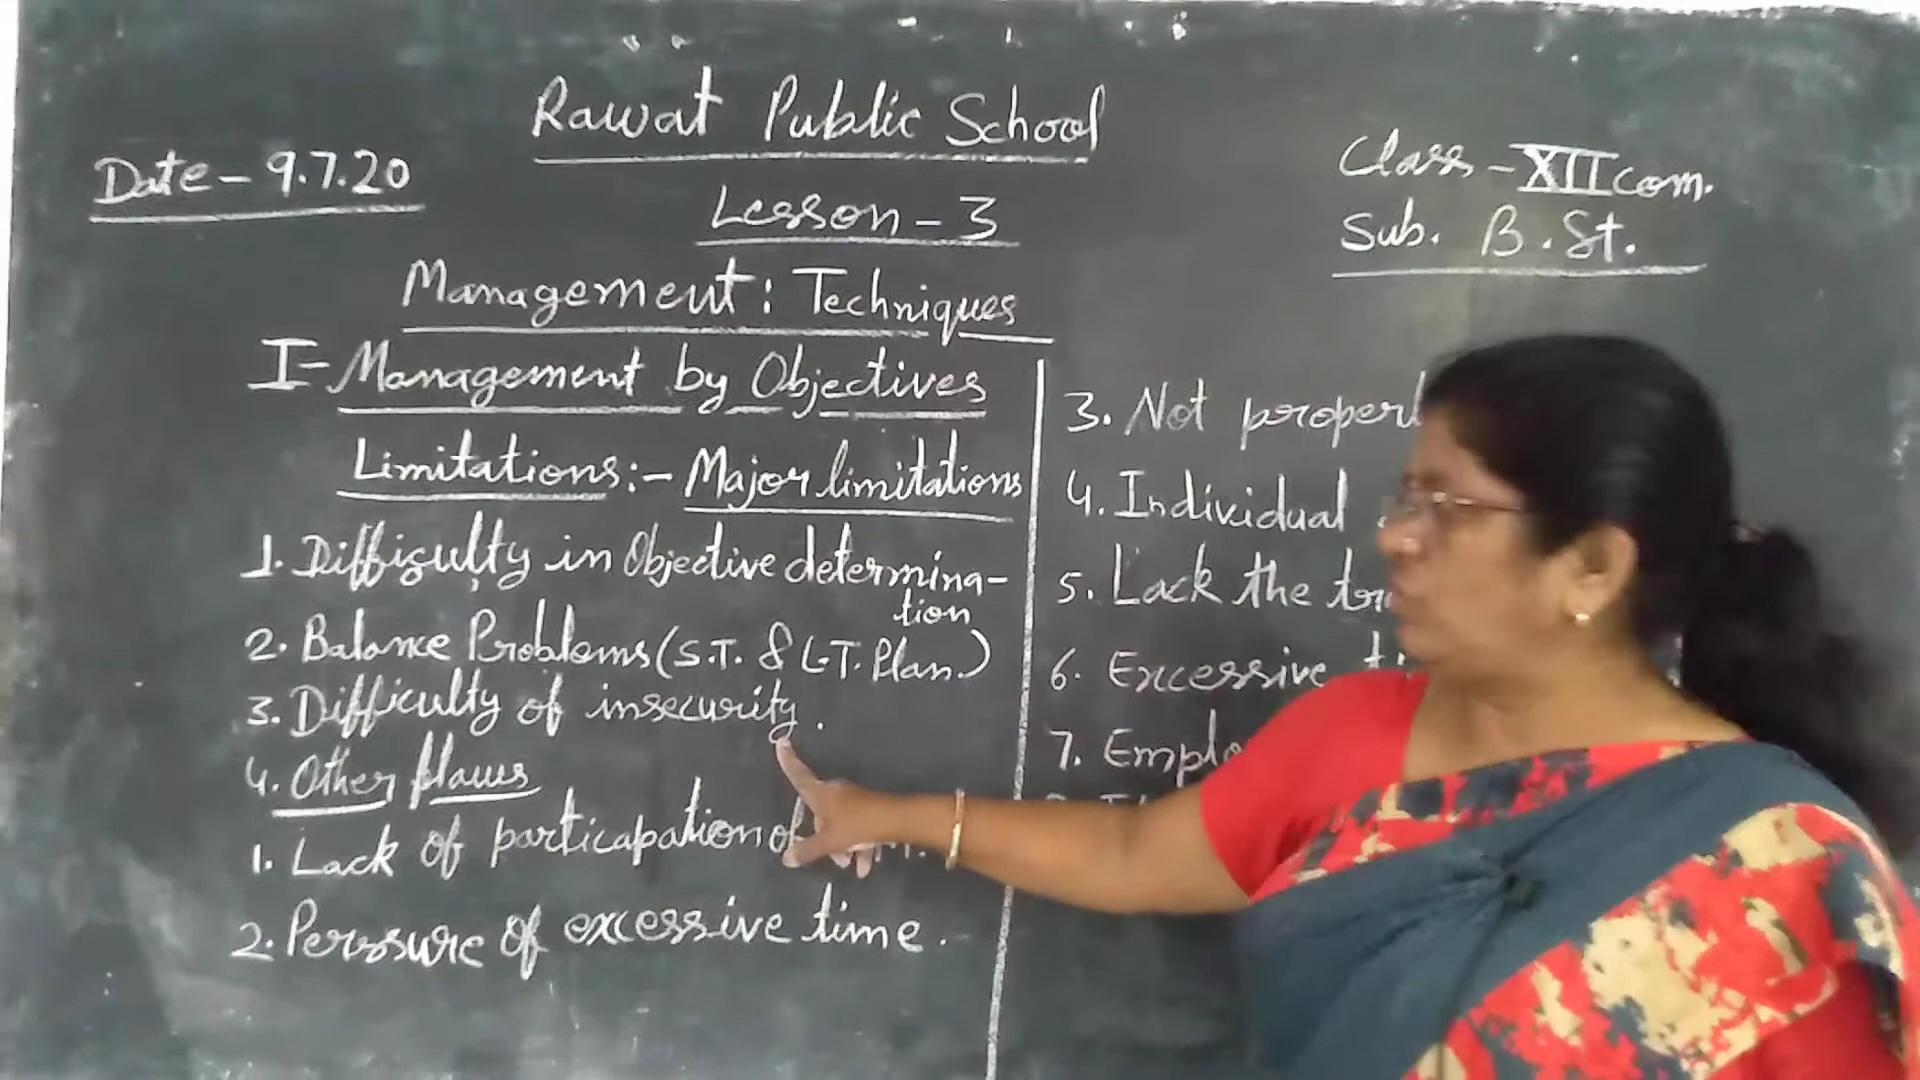 Rawat Public School
Date - 9.7.20
Class - XII com.
Sub. B. St.
Lesson - 3
Management: Techniques
I - Management by Objectives
Limitations:- Major limitations
1. Difficulty in Objective determina-
tion
2. Balance Problems (S.T. & L.T. Plan.)
3. Difficulty of insecurity.
4. Other flaws
1. Lack of particapation of
2. Perssure of excessive time.
3. Not
4. Individual
5. Lack the
6. Excessive
7.